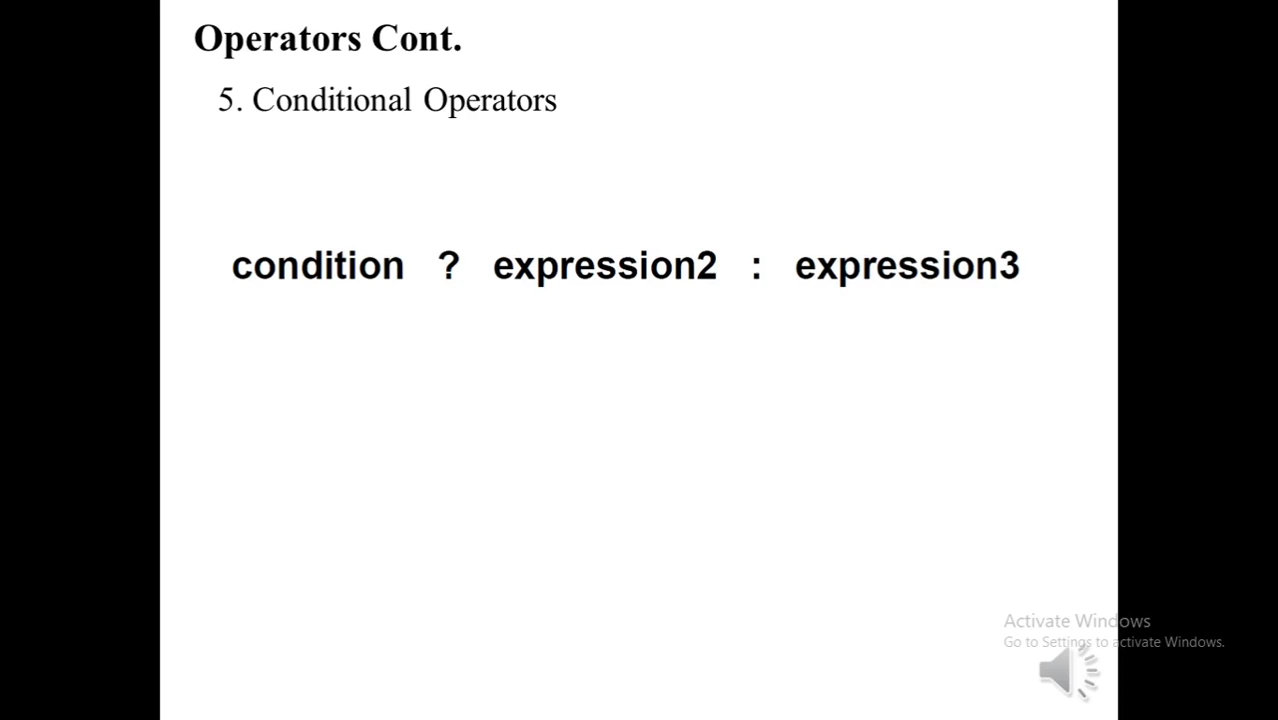 Operators Cont.
5. Conditional Operators
condition ? expression2 : expression3
Activate Windows
Go to Settings to activate Windows.